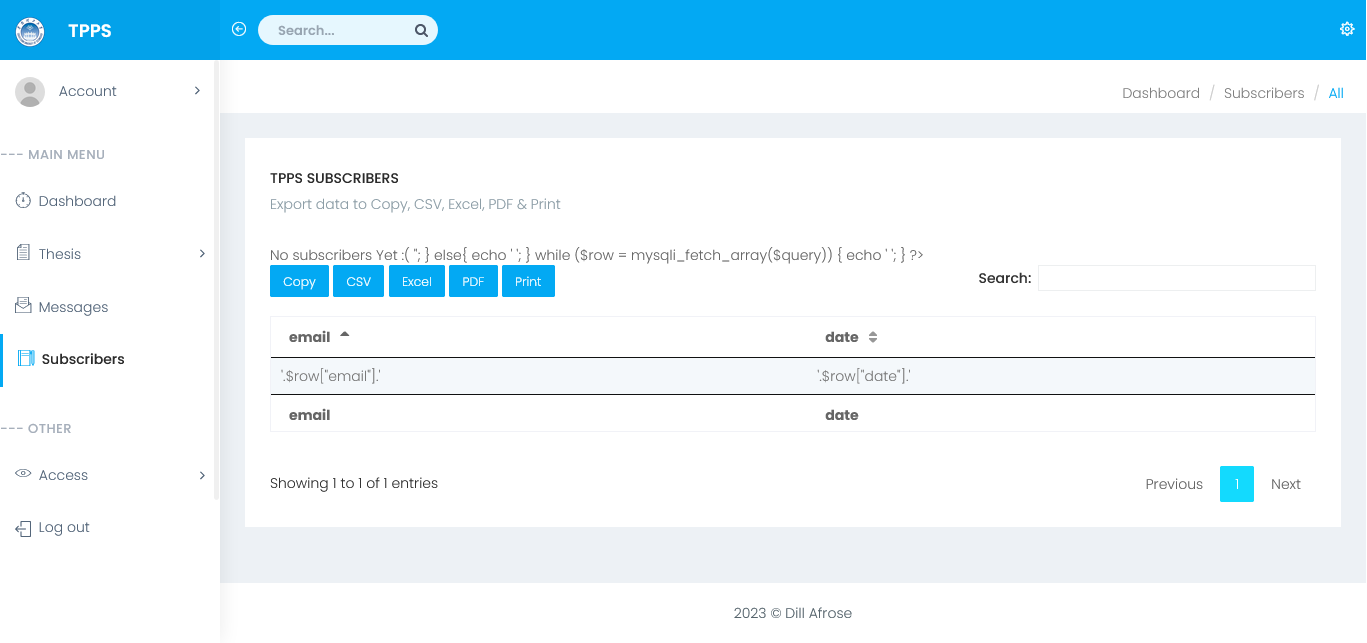 TPPS
Search...
Account
Dashboard / Subscribers / All
--- MAIN MENU
Dashboard
Thesis
Messages
Subscribers
--- OTHER
Access
Log out
TPPS SUBSCRIBERS
Export data to Copy, CSV, Excel, PDF & Print
No subscribers Yet :( "; } else{ echo ' '; } while ($row = mysqli_fetch_array($query)) { echo ' '; } ?>
Copy CSV Excel PDF Print
Search:
email date
'.$row["email"].' '.$row["date"].'
email date
Showing 1 to 1 of 1 entries
Previous 1 Next
2023 © Dill Afrose